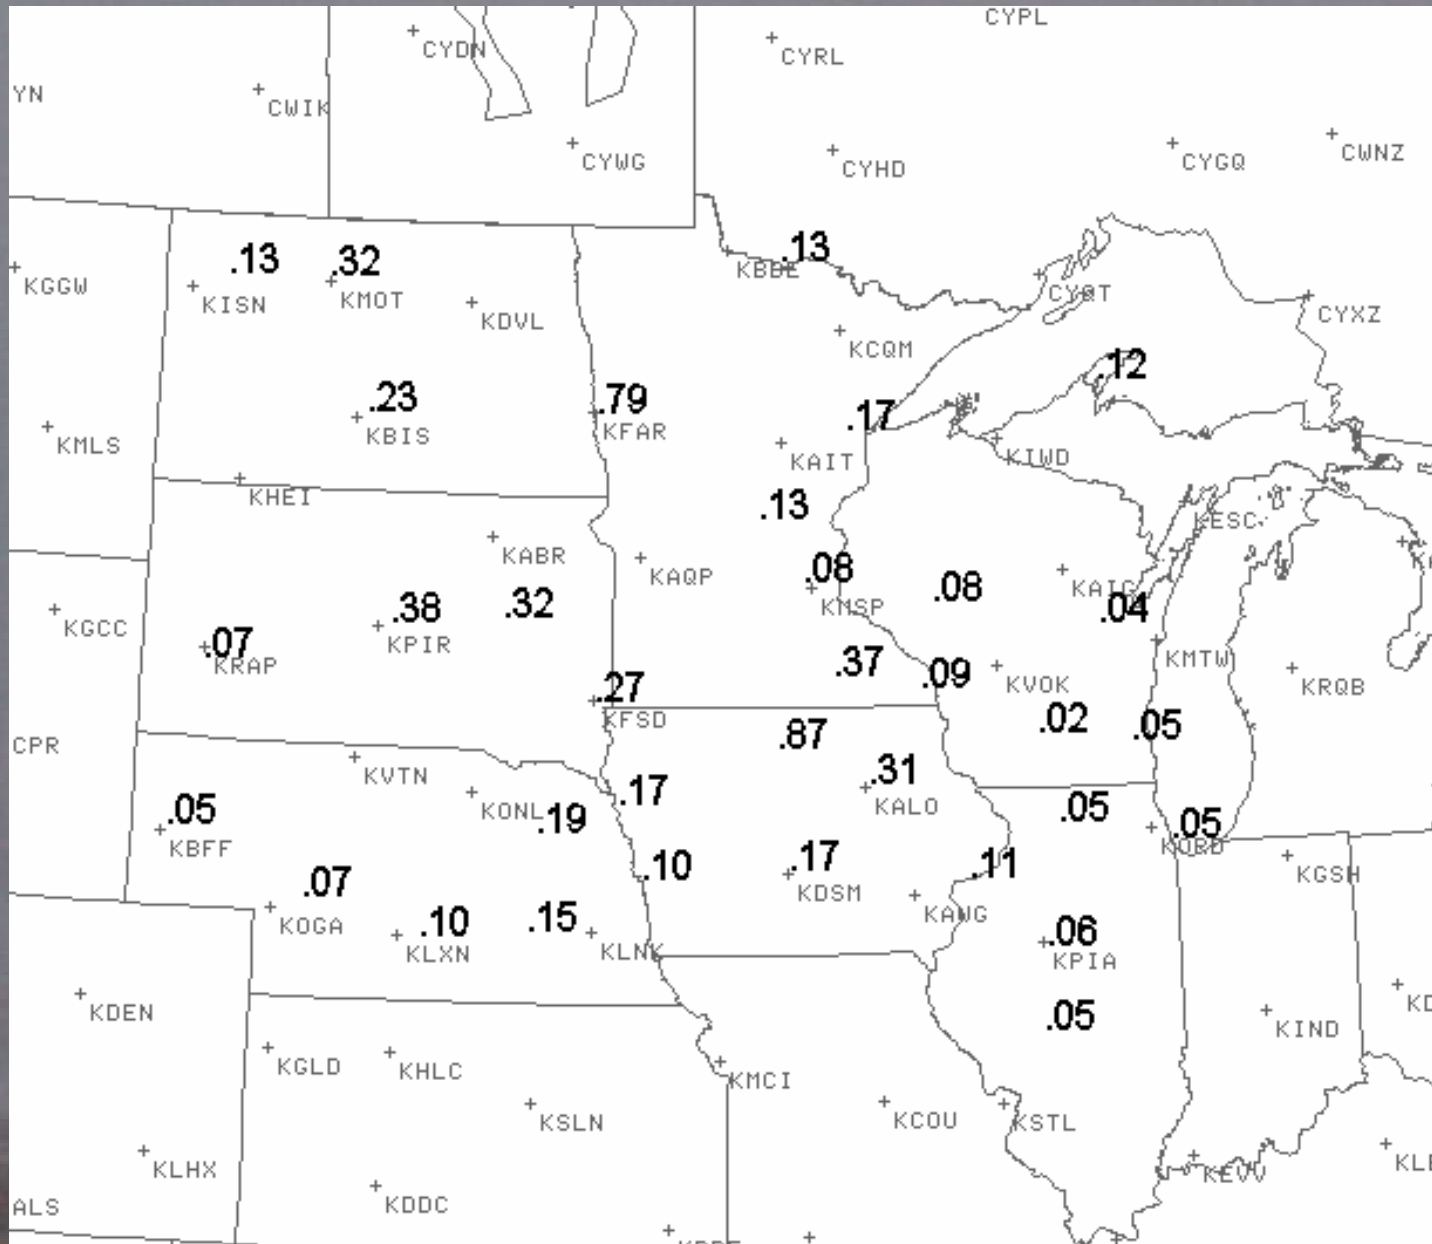 CYPL
CYDN
CYRL
YN
CWIK
CYWG
CYHD
CYGQ
CWNZ
.13
.32
.13
KGGW
KISN
KMOT
KDVL
KBBE
CYQT
CYXZ
KCQM
.12
.23
.79
.17
KMLS
KBIS
KFAR
KAIT
KIWD
KHEI
.13
KESC
KABR
KAQP
.08
.08
KAIG
.38
.32
KMSP
.04
KGCC
.07
KPIR
KRAP
.37
.09
KMTW
KVOK
KRQB
.27
KFSD
.02
.05
.87
CPR
KVTN
.31
.17
KONL
.19
KALO
.05
.05
KBFF
.05
KORD
.10
.17
.11
KGSH
.07
KDSM
KAWG
KOGA
.10
.15
.06
KLXN
KLNK
KPIA
KDEN
.05
KIND
KGLD
KHLC
KMCI
KSLN
KCOU
KSTL
KLHX
KEVV
ALS
KDDC